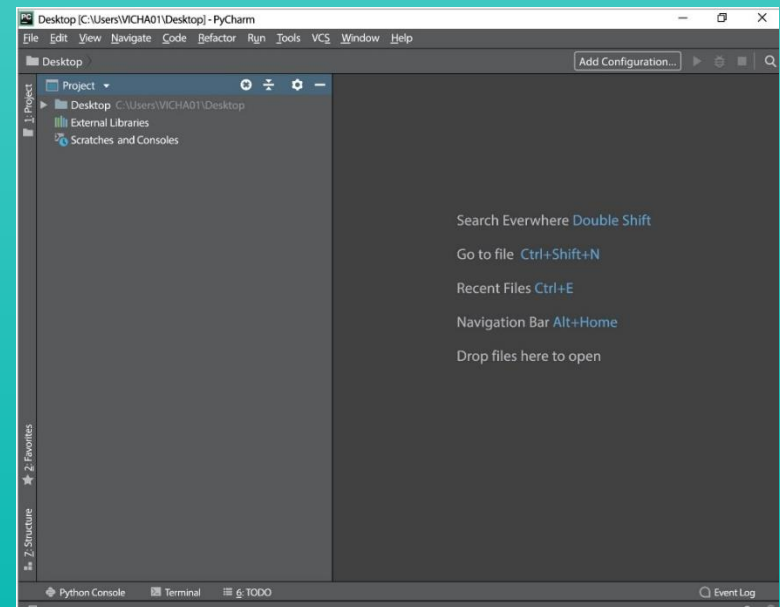 PC Desktop [C:\Users\VICHA01\Desktop] - PyCharm
File Edit View Navigate Code Refactor Run Tools VCS Window Help
Desktop
Add Configuration...
1: Project
Project
Desktop C:\Users\VICHA01\Desktop
External Libraries
Scratches and Consoles
Search Everwhere Double Shift
Go to file Ctrl+Shift+N
Recent Files Ctrl+E
Navigation Bar Alt+Home
Drop files here to open
2: Favorites
Z: Structure
Python Console Terminal 6: TODO
Event Log